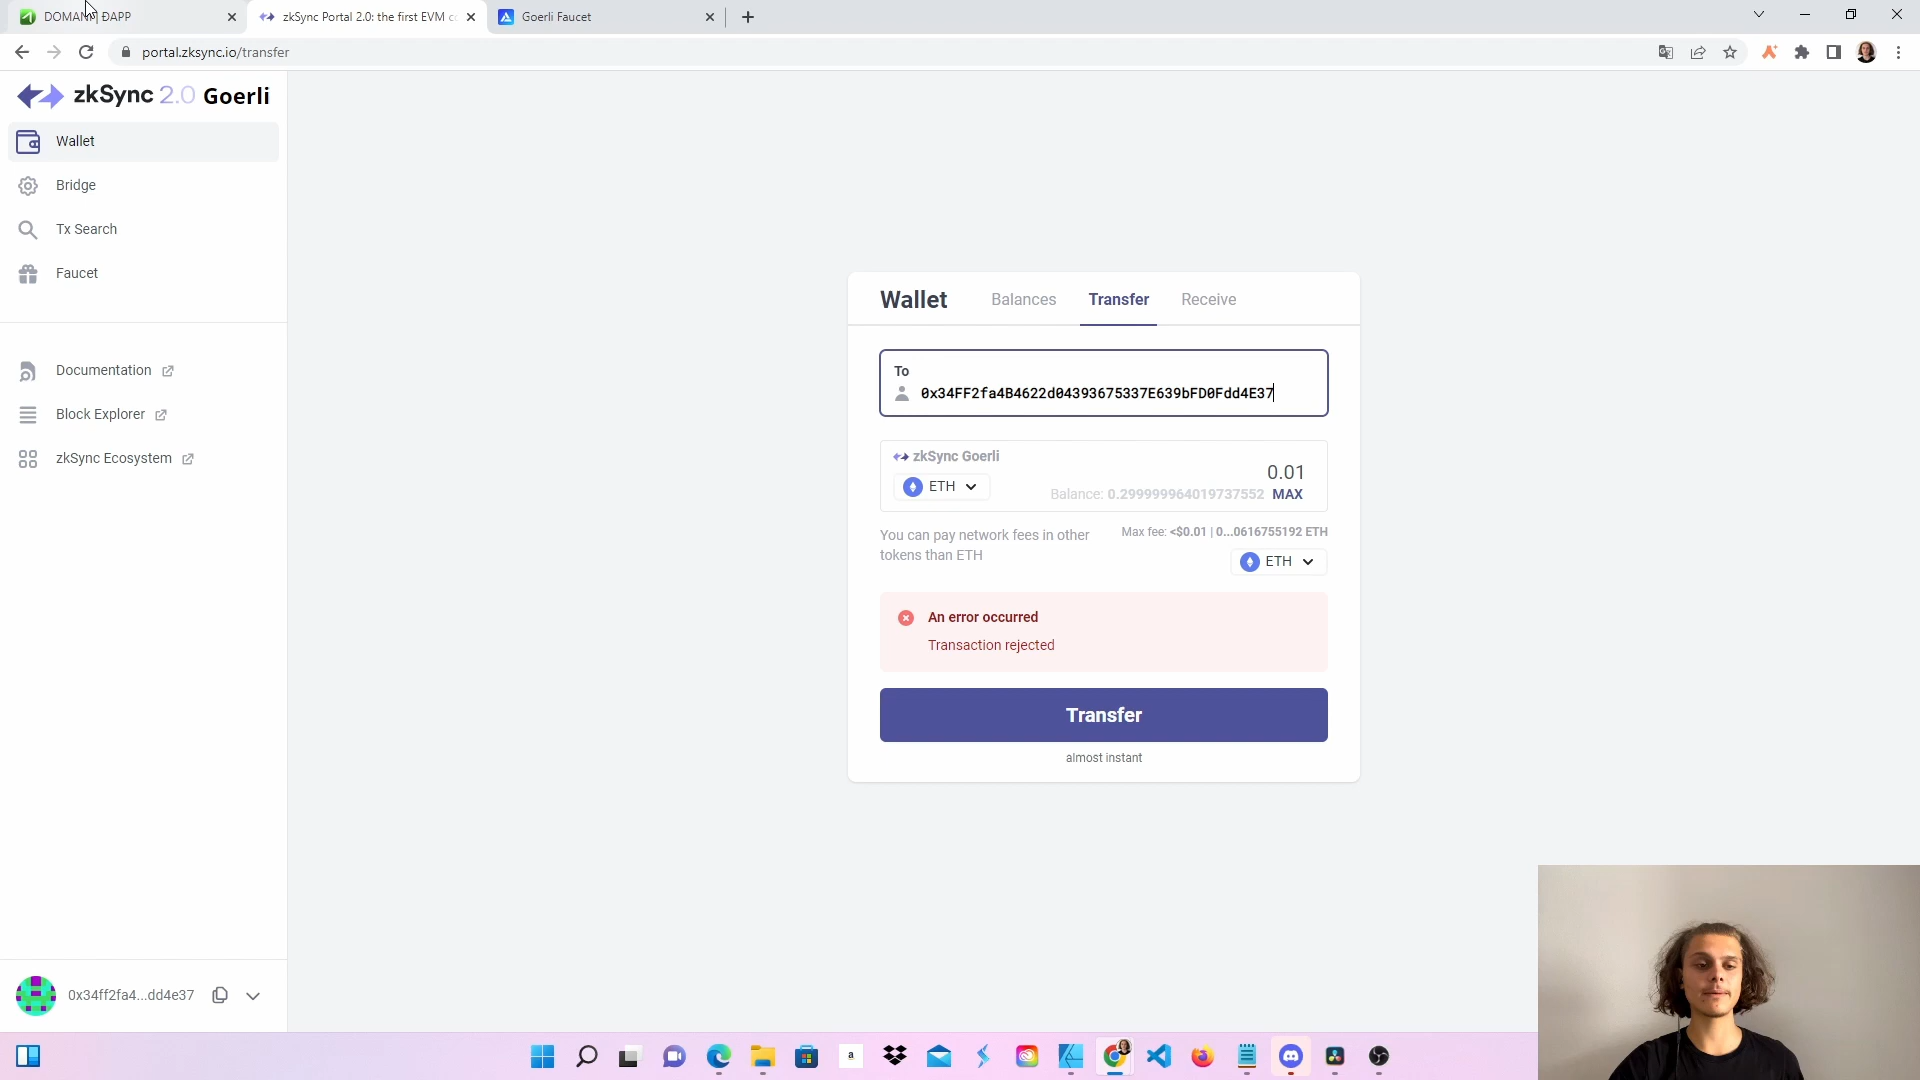 DOMANI | ĐAPP
zkSync Portal 2.0: the first EVM co
Goerli Faucet
portal.zksync.io/transfer
zkSync 2.0 Goerli
Wallet
Bridge
Tx Search
Faucet
Documentation
Block Explorer
zkSync Ecosystem
Wallet
Balances
Transfer
Receive
To
0x34FF2fa4B4622d04393675337E639bFD0Fdd4E37
zkSync Goerli
0.01
ETH
Balance: 0.299999964019737552 MAX
You can pay network fees in other
tokens than ETH
Max fee: <$0.01 | 0...0616755192 ETH
ETH
An error occurred
Transaction rejected
Transfer
almost instant
0x34ff2fa4...dd4e37
a